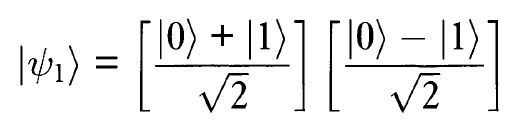 |ψ₁⟩ = [ |0⟩ + |1⟩ / √2 ] [ |0⟩ − |1⟩ / √2 ]